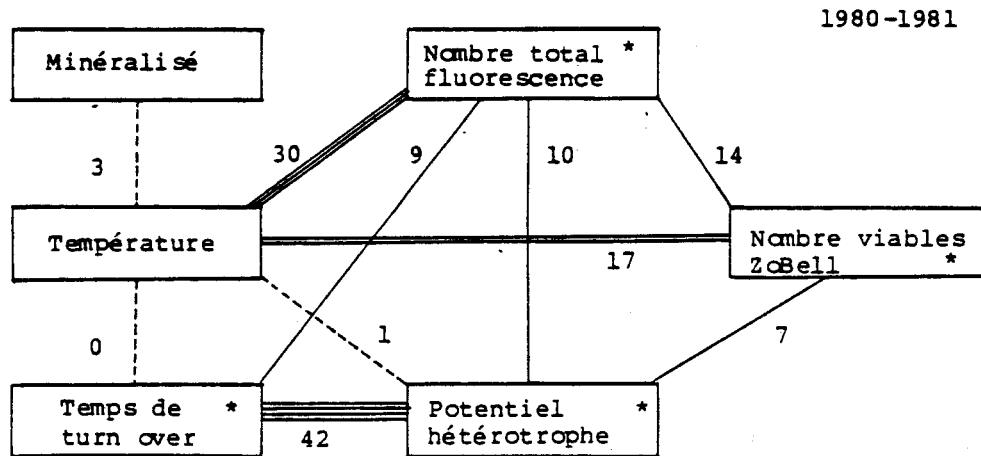 1980-1981
Minéralisé
Nombre total *
fluorescence
3
30
9
10
14
Température
17
Nombre viables
ZoBell *
0
1
7
Temps de *
turn over
42
Potentiel *
hétérotrophe